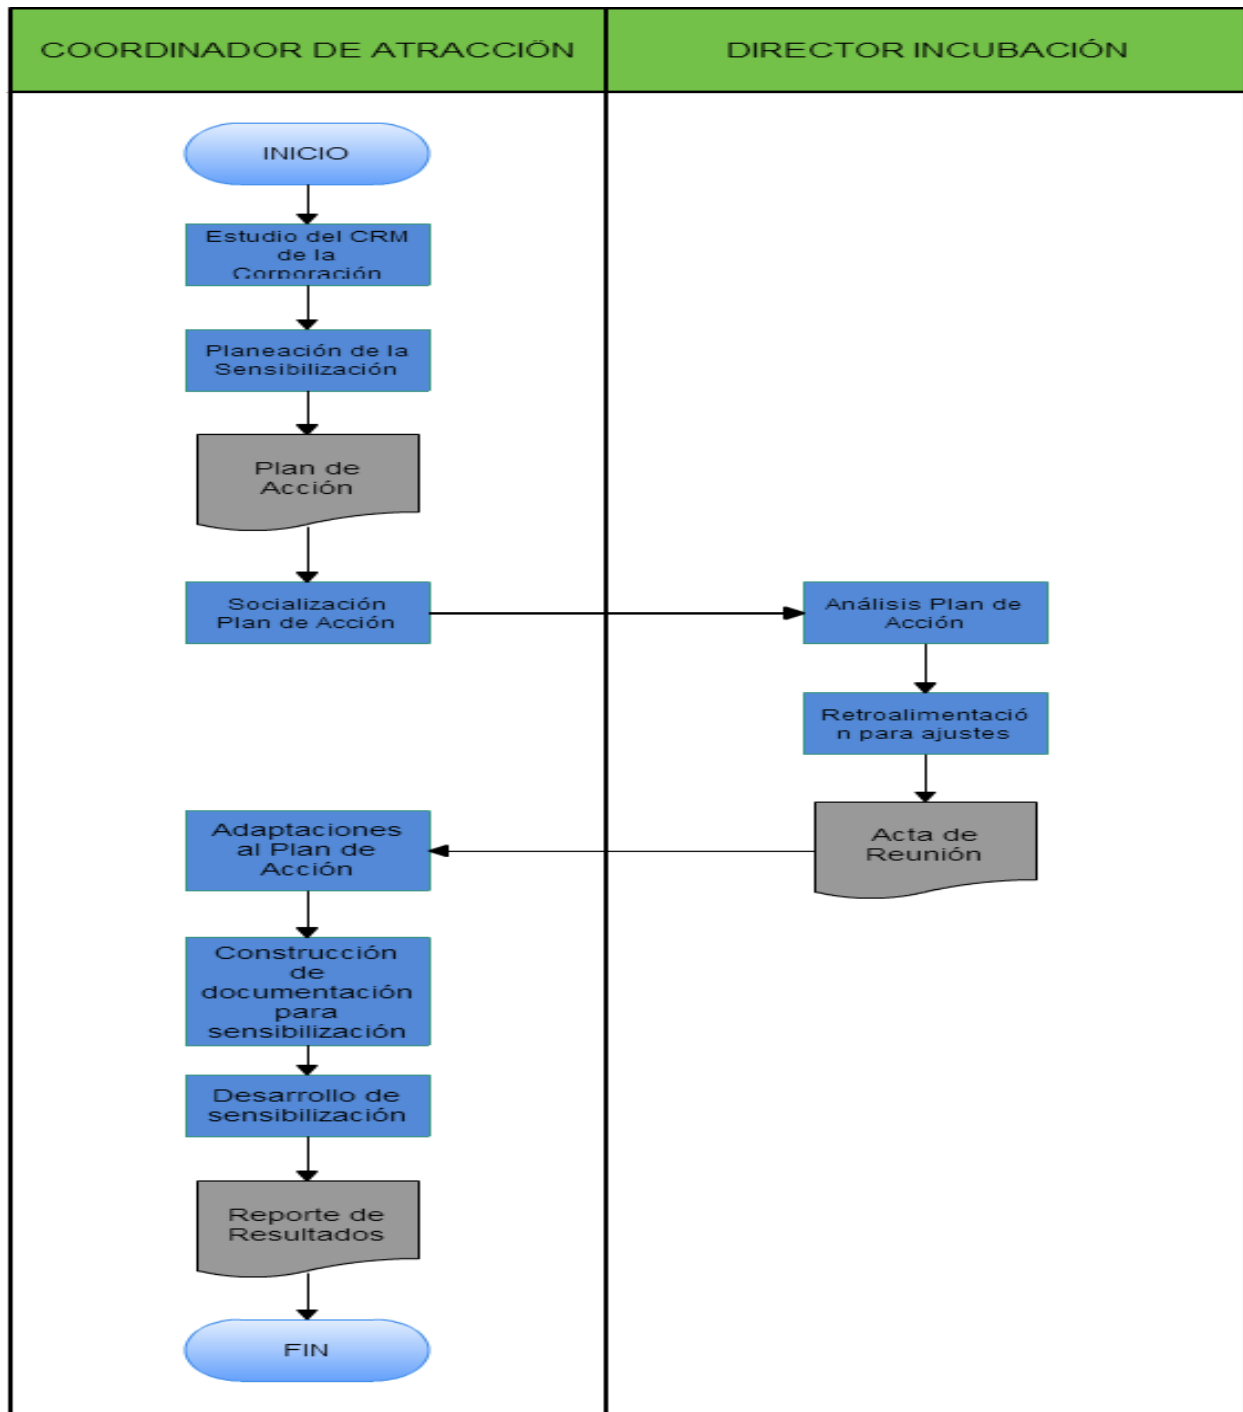 COORDINADOR DE ATRACCIÖN
DIRECTOR INCUBACIÓN
INICIO
Estudio del CRM
de la
Corporación
Planeación de la
Sensibilización
Plan de
Acción
Socialización
Plan de Acción
Análisis Plan de
Acción
Retroalimentació
n para ajustes
Acta de
Reunión
Adaptaciones
al Plan de
Acción
Construcción
de
documentación
para
sensibilización
Desarrollo de
sensibilización
Reporte de
Resultados
FIN